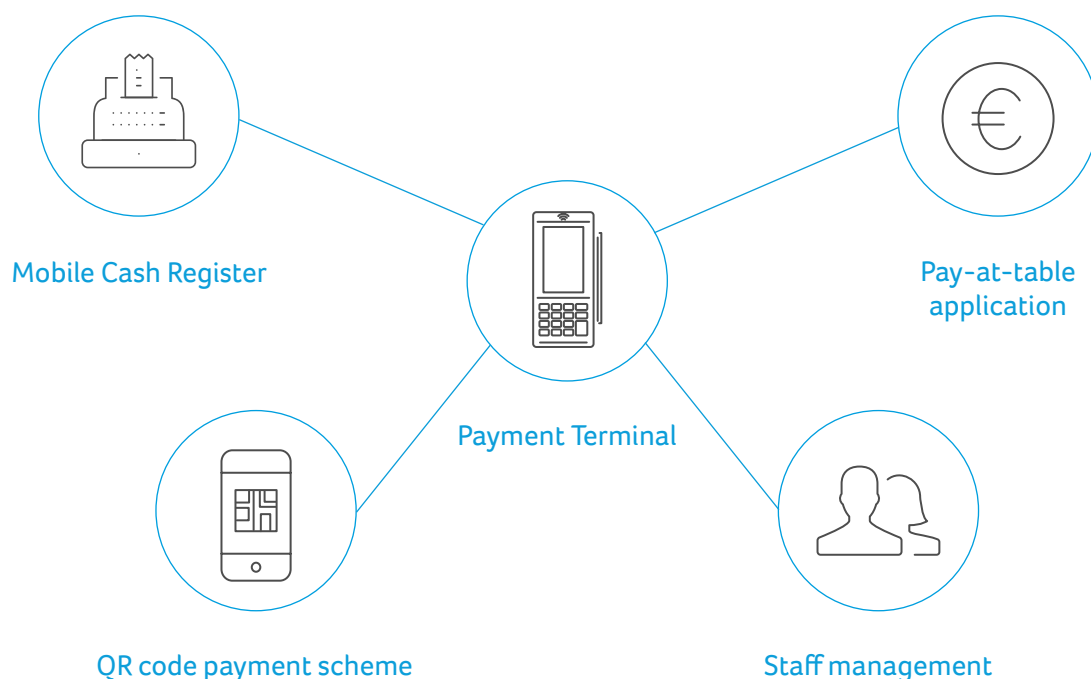 Mobile Cash Register
Pay-at-table
application
Payment Terminal
QR code payment scheme
Staff management